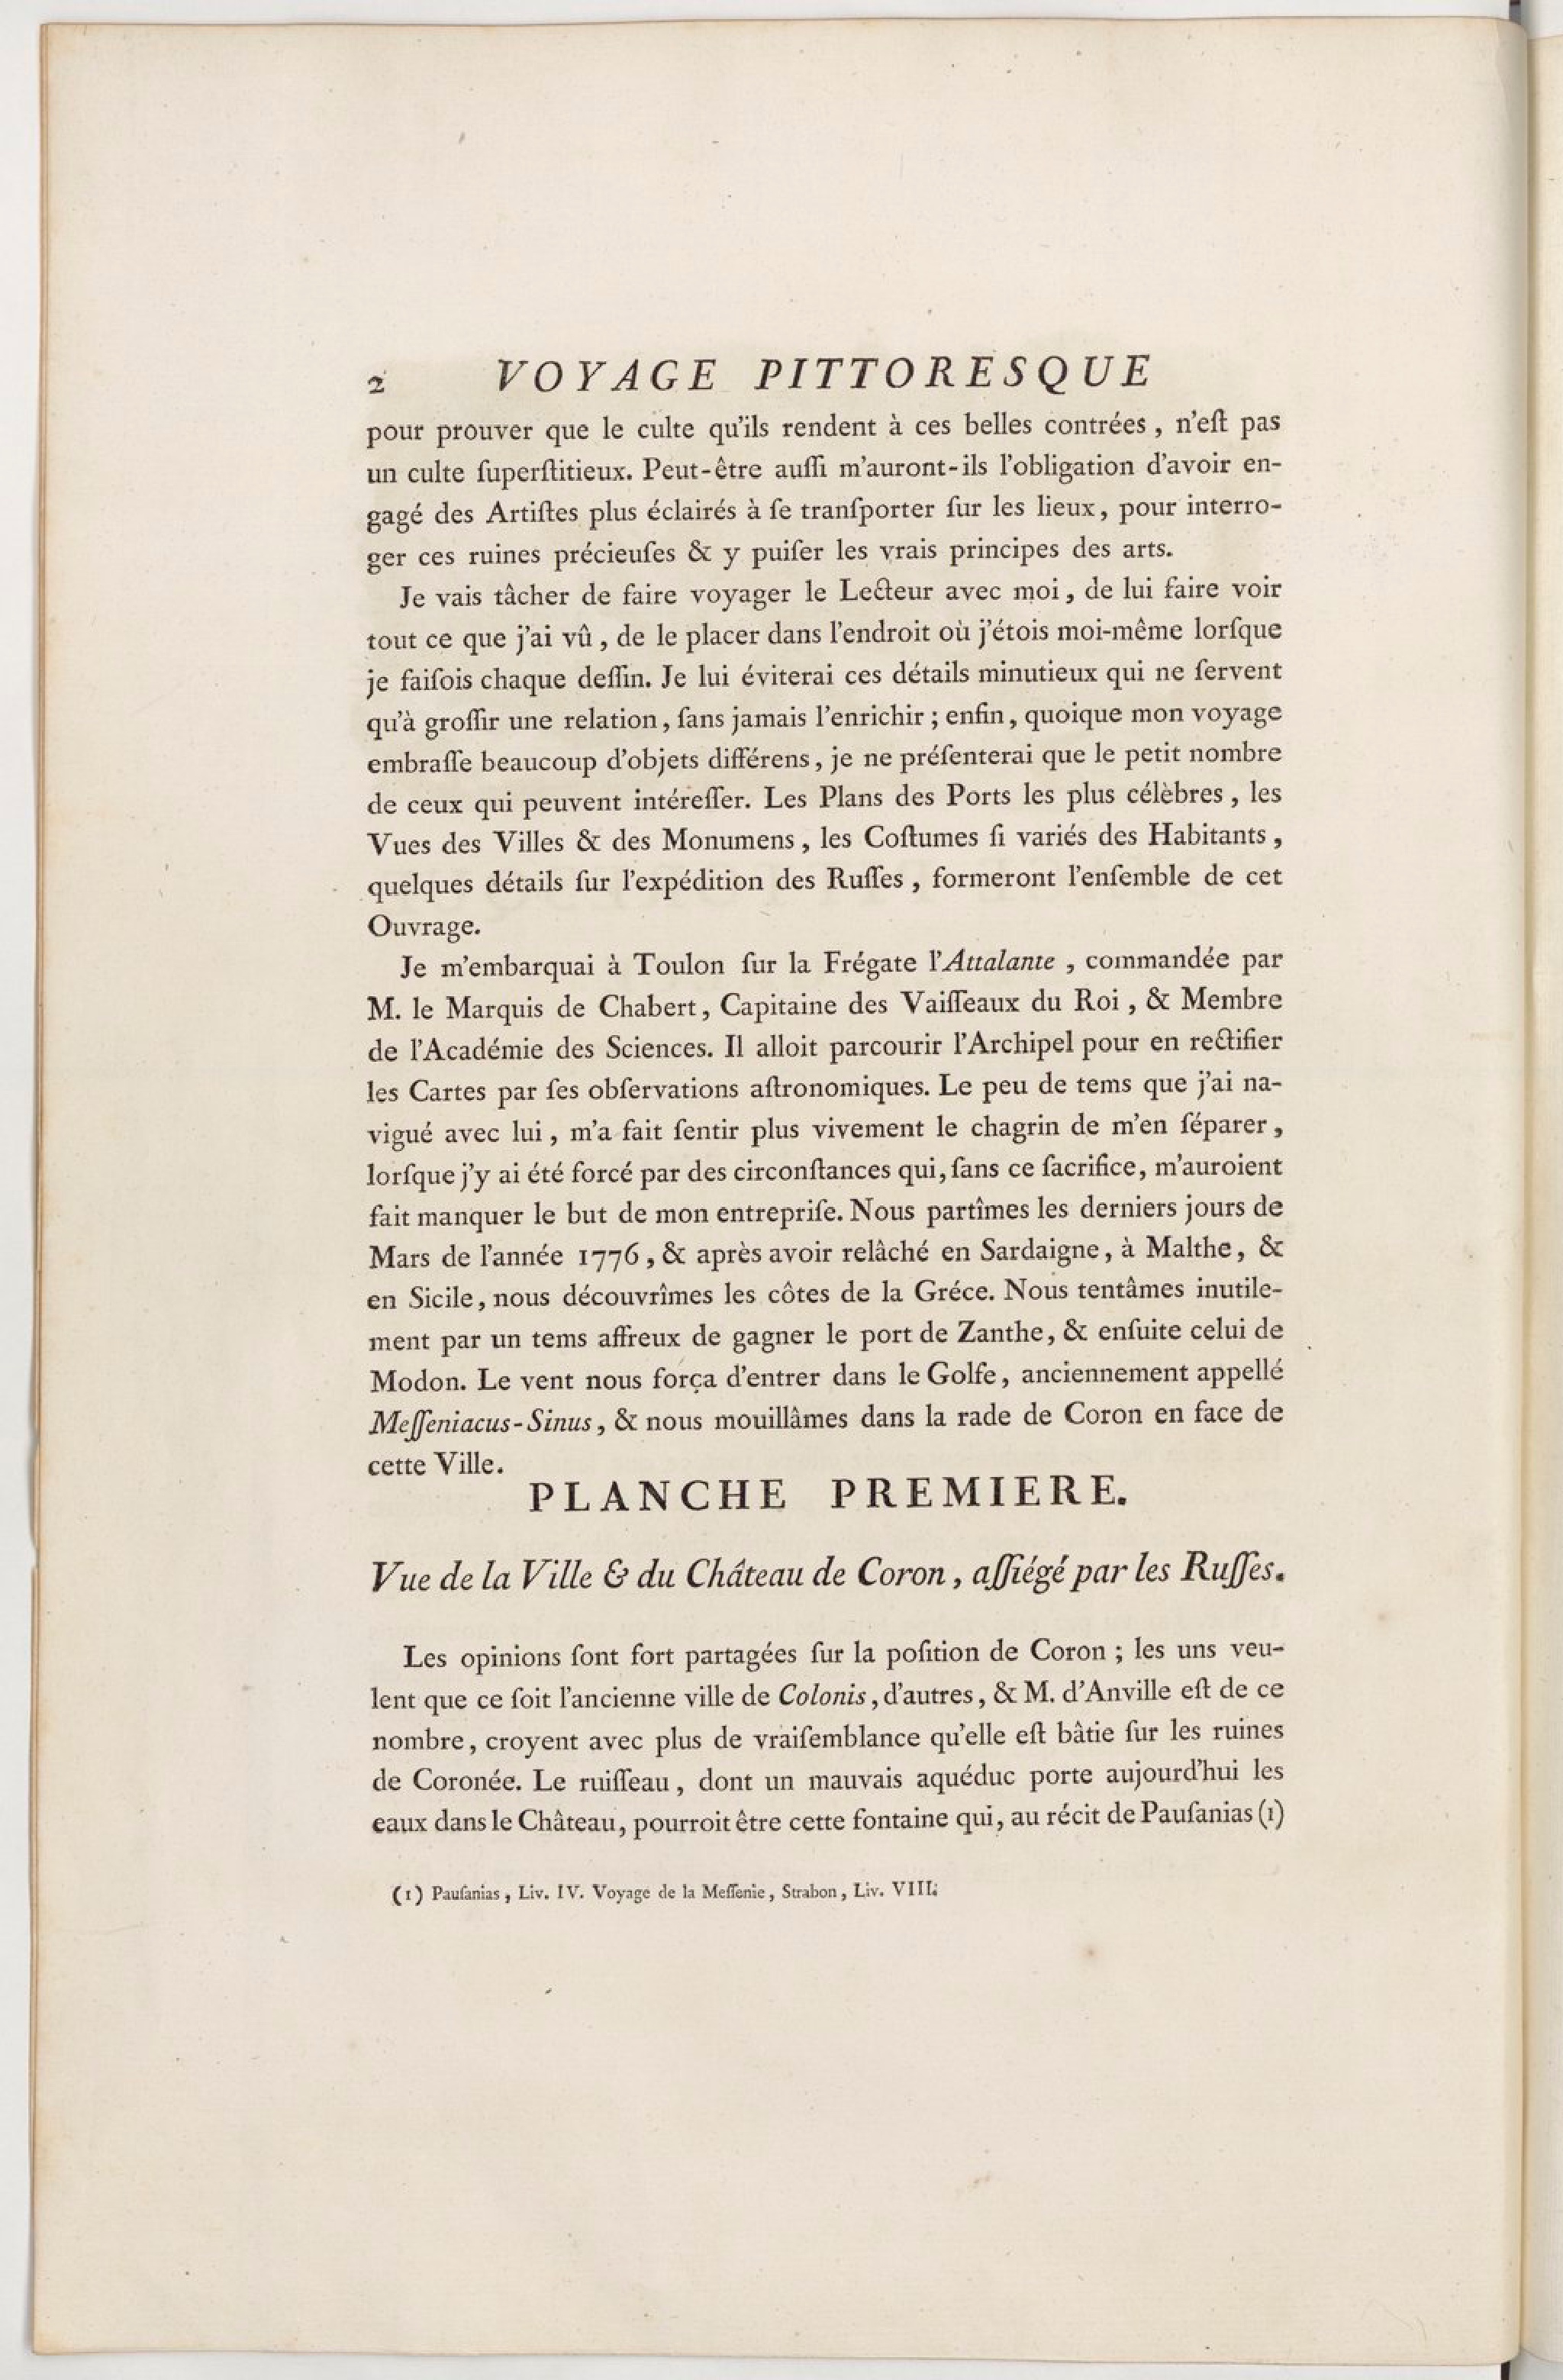 2 VOYAGE PITTORESQUE
pour prouver que le culte qu'ils rendent à ces belles contrées, n'eſt pas
un culte ſuperſtitieux. Peut-être auſſi m'auront-ils l'obligation d'avoir en-
gagé des Artiſtes plus éclairés à ſe tranſporter ſur les lieux, pour interro-
ger ces ruines précieuſes & y puiſer les vrais principes des arts.
Je vais tâcher de faire voyager le Lecteur avec moi, de lui faire voir
tout ce que j'ai vû, de le placer dans l'endroit où j'étois moi-même lorſque
je faiſois chaque deſſin. Je lui éviterai ces détails minutieux qui ne ſervent
qu'à groſſir une relation, ſans jamais l'enrichir ; enfin, quoique mon voyage
embraſſe beaucoup d'objets différens, je ne préſenterai que le petit nombre
de ceux qui peuvent intéreſſer. Les Plans des Ports les plus célèbres, les
Vues des Villes & des Monumens, les Coſtumes ſi variés des Habitants,
quelques détails ſur l'expédition des Ruſſes, formeront l'enſemble de cet
Ouvrage.
Je m'embarquai à Toulon ſur la Frégate l'Attalante, commandée par
M. le Marquis de Chabert, Capitaine des Vaiſſeaux du Roi, & Membre
de l'Académie des Sciences. Il alloit parcourir l'Archipel pour en rectifier
les Cartes par ſes obſervations aſtronomiques. Le peu de tems que j'ai na-
vigué avec lui, m'a fait ſentir plus vivement le chagrin de m'en ſéparer,
lorſque j'y ai été forcé par des circonſtances qui, ſans ce ſacrifice, m'auroient
fait manquer le but de mon entrepriſe. Nous partîmes les derniers jours de
Mars de l'année 1776, & après avoir relâché en Sardaigne, à Malthe, &
en Sicile, nous découvrîmes les côtes de la Gréce. Nous tentâmes inutile-
ment par un tems affreux de gagner le port de Zanthe, & enſuite celui de
Modon. Le vent nous força d'entrer dans le Golfe, anciennement appellé
Meſſeniacus-Sinus, & nous mouillâmes dans la rade de Coron en face de
cette Ville.
PLANCHE PREMIERE.
Vue de la Ville & du Château de Coron, aſſiégé par les Ruſſes.
Les opinions ſont fort partagées ſur la poſition de Coron ; les uns veu-
lent que ce ſoit l'ancienne ville de Colonis, d'autres, & M. d'Anville eſt de ce
nombre, croyent avec plus de vraiſemblance qu'elle eſt bâtie ſur les ruines
de Coronée. Le ruiſſeau, dont un mauvais aquéduc porte aujourd'hui les
eaux dans le Château, pourroit être cette fontaine qui, au récit de Pauſanias (1)
(1) Pauſanias, Liv. IV. Voyage de la Meſſenie, Strabon, Liv. VIII.